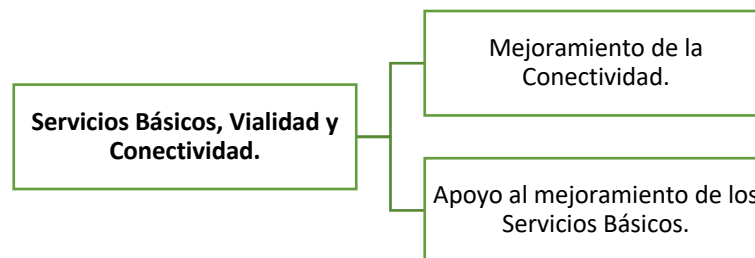 Mejoramiento de la
Conectividad.
Servicios Básicos, Vialidad y
Conectividad.
Apoyo al mejoramiento de los
Servicios Básicos.